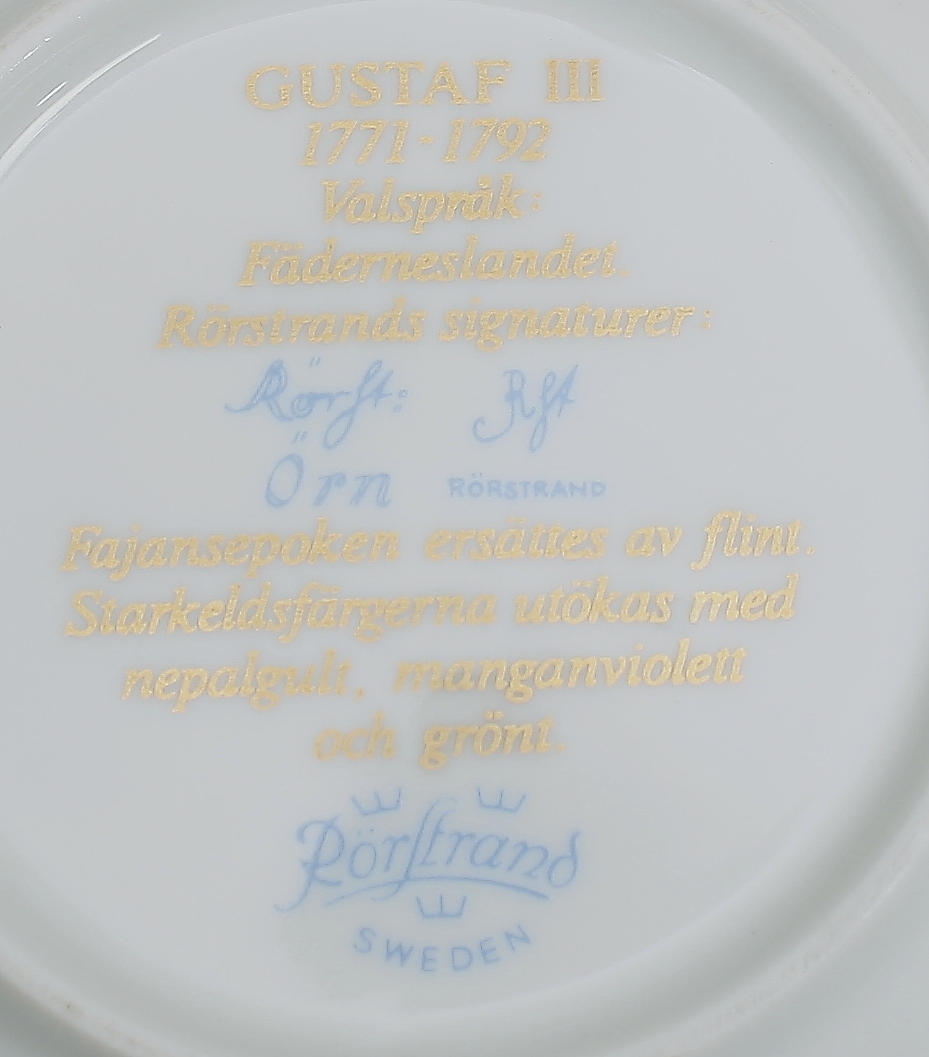 GUSTAF III
1771-1792
Valspråk:
Fäderneslandet.
Rörstrands signaturer:
Rörst: Rst
Örn RÖRSTRAND
Fajansepoken ersättes av flint.
Starkeldsfärgerna utökas med
nepalgult, manganviolett
och grönt.
Rörstrand
SWEDEN